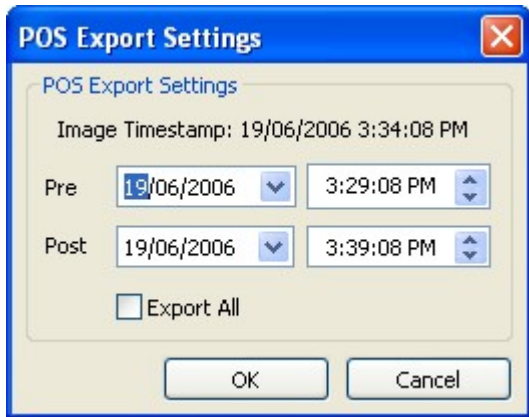 POS Export Settings
POS Export Settings
Image Timestamp: 19/06/2006 3:34:08 PM
Pre 19/06/2006 3:29:08 PM
Post 19/06/2006 3:39:08 PM
Export All
OK Cancel